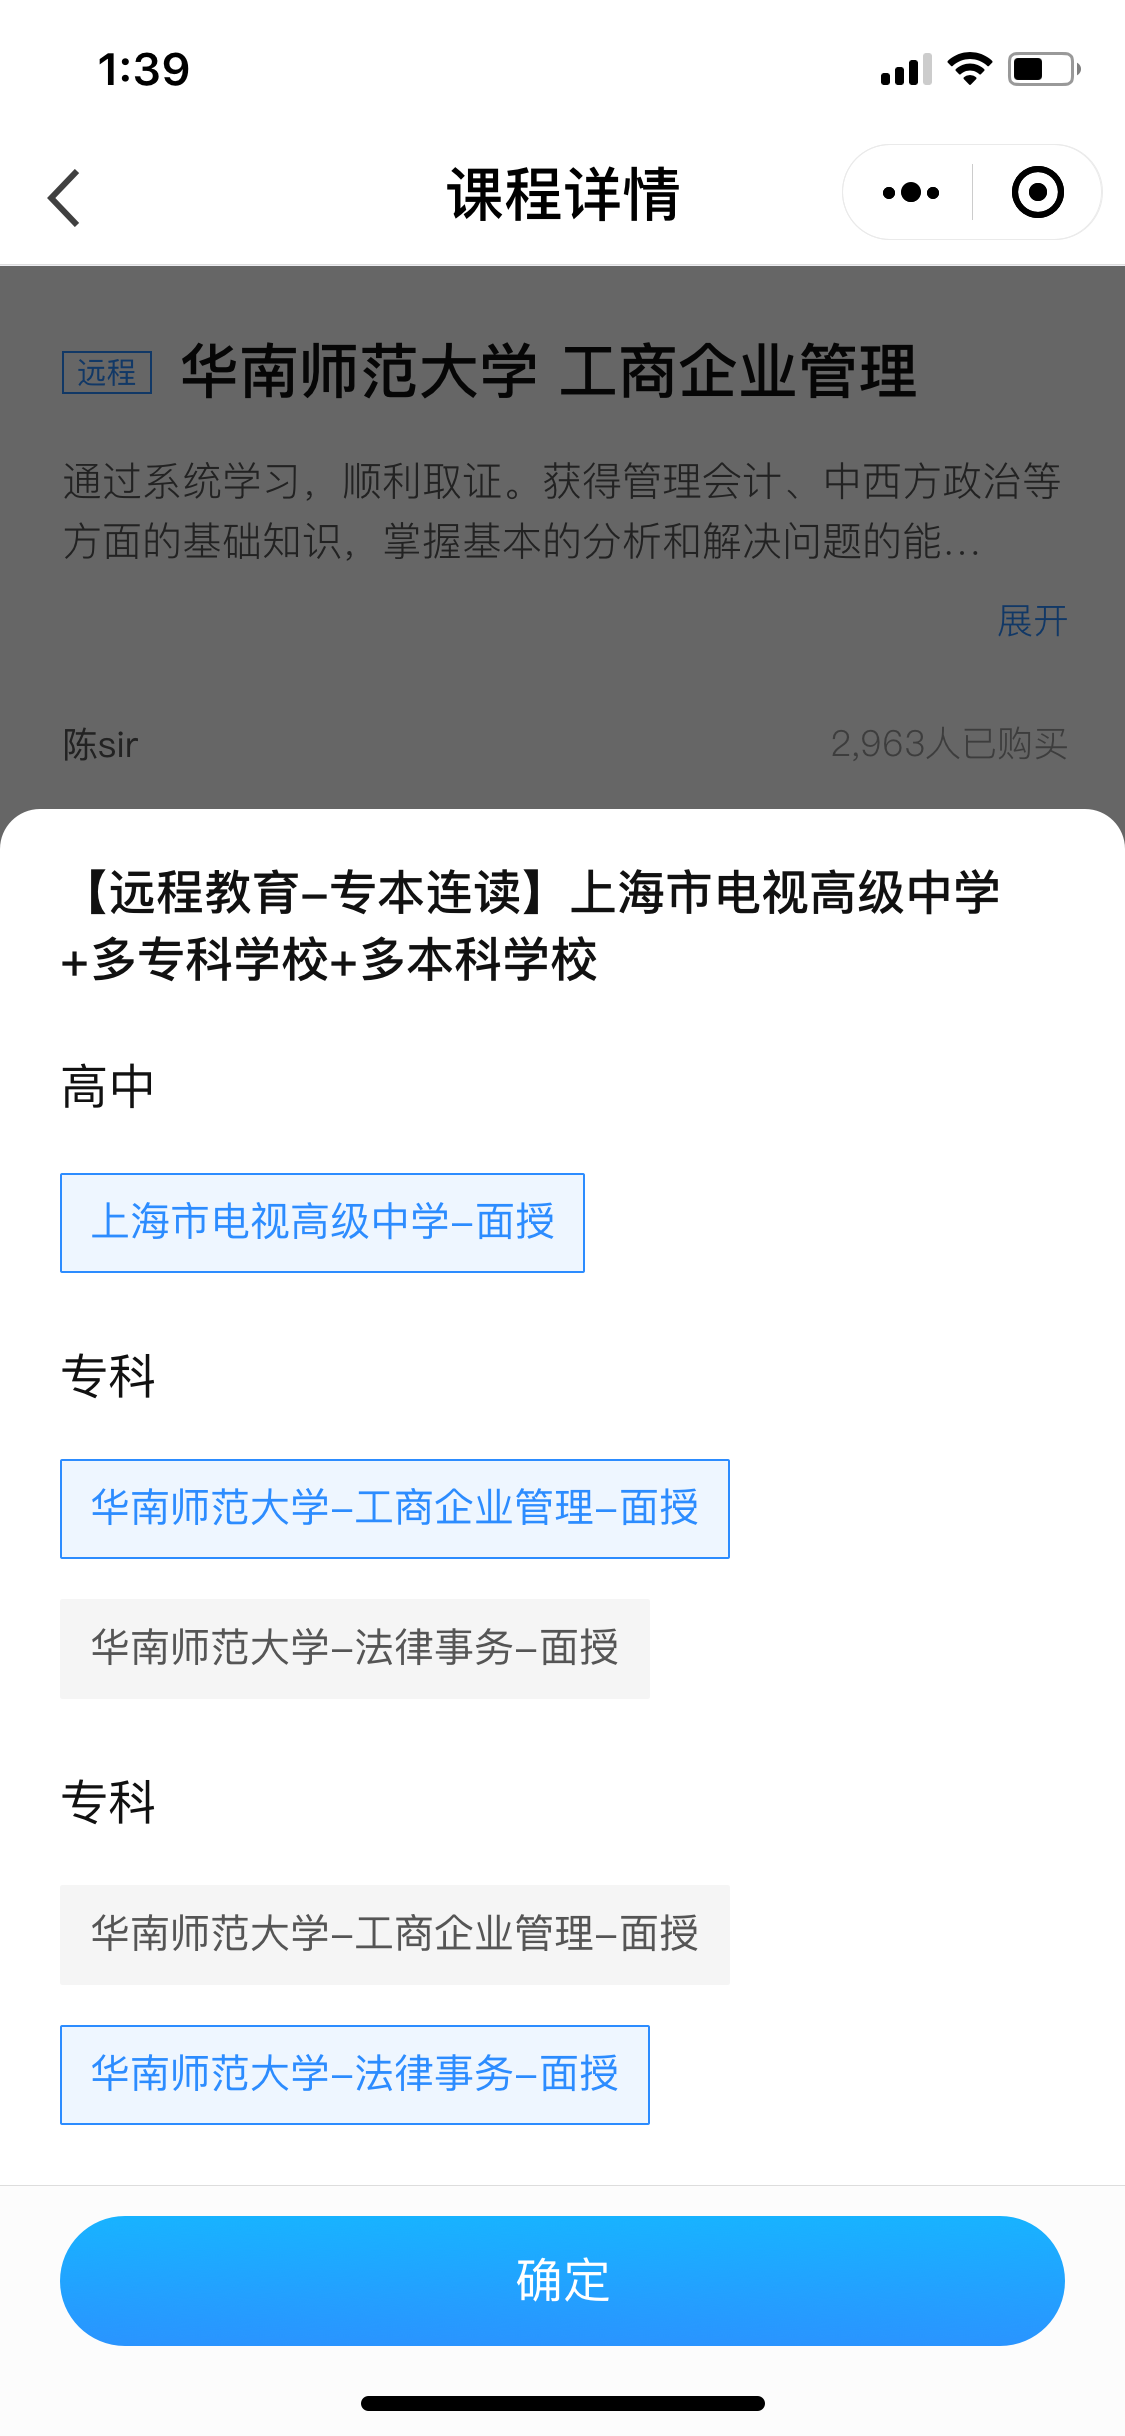 1:39
课程详情
远程 华南师范大学 工商企业管理
通过系统学习，顺利取证。获得管理会计、中西方政治等
方面的基础知识，掌握基本的分析和解决问题的能...
展开
陈sir 2,963人已购买
【远程教育-专本连读】上海市电视高级中学
+多专科学校+多本科学校
高中
上海市电视高级中学-面授
专科
华南师范大学-工商企业管理-面授
华南师范大学-法律事务-面授
专科
华南师范大学-工商企业管理-面授
华南师范大学-法律事务-面授
确定